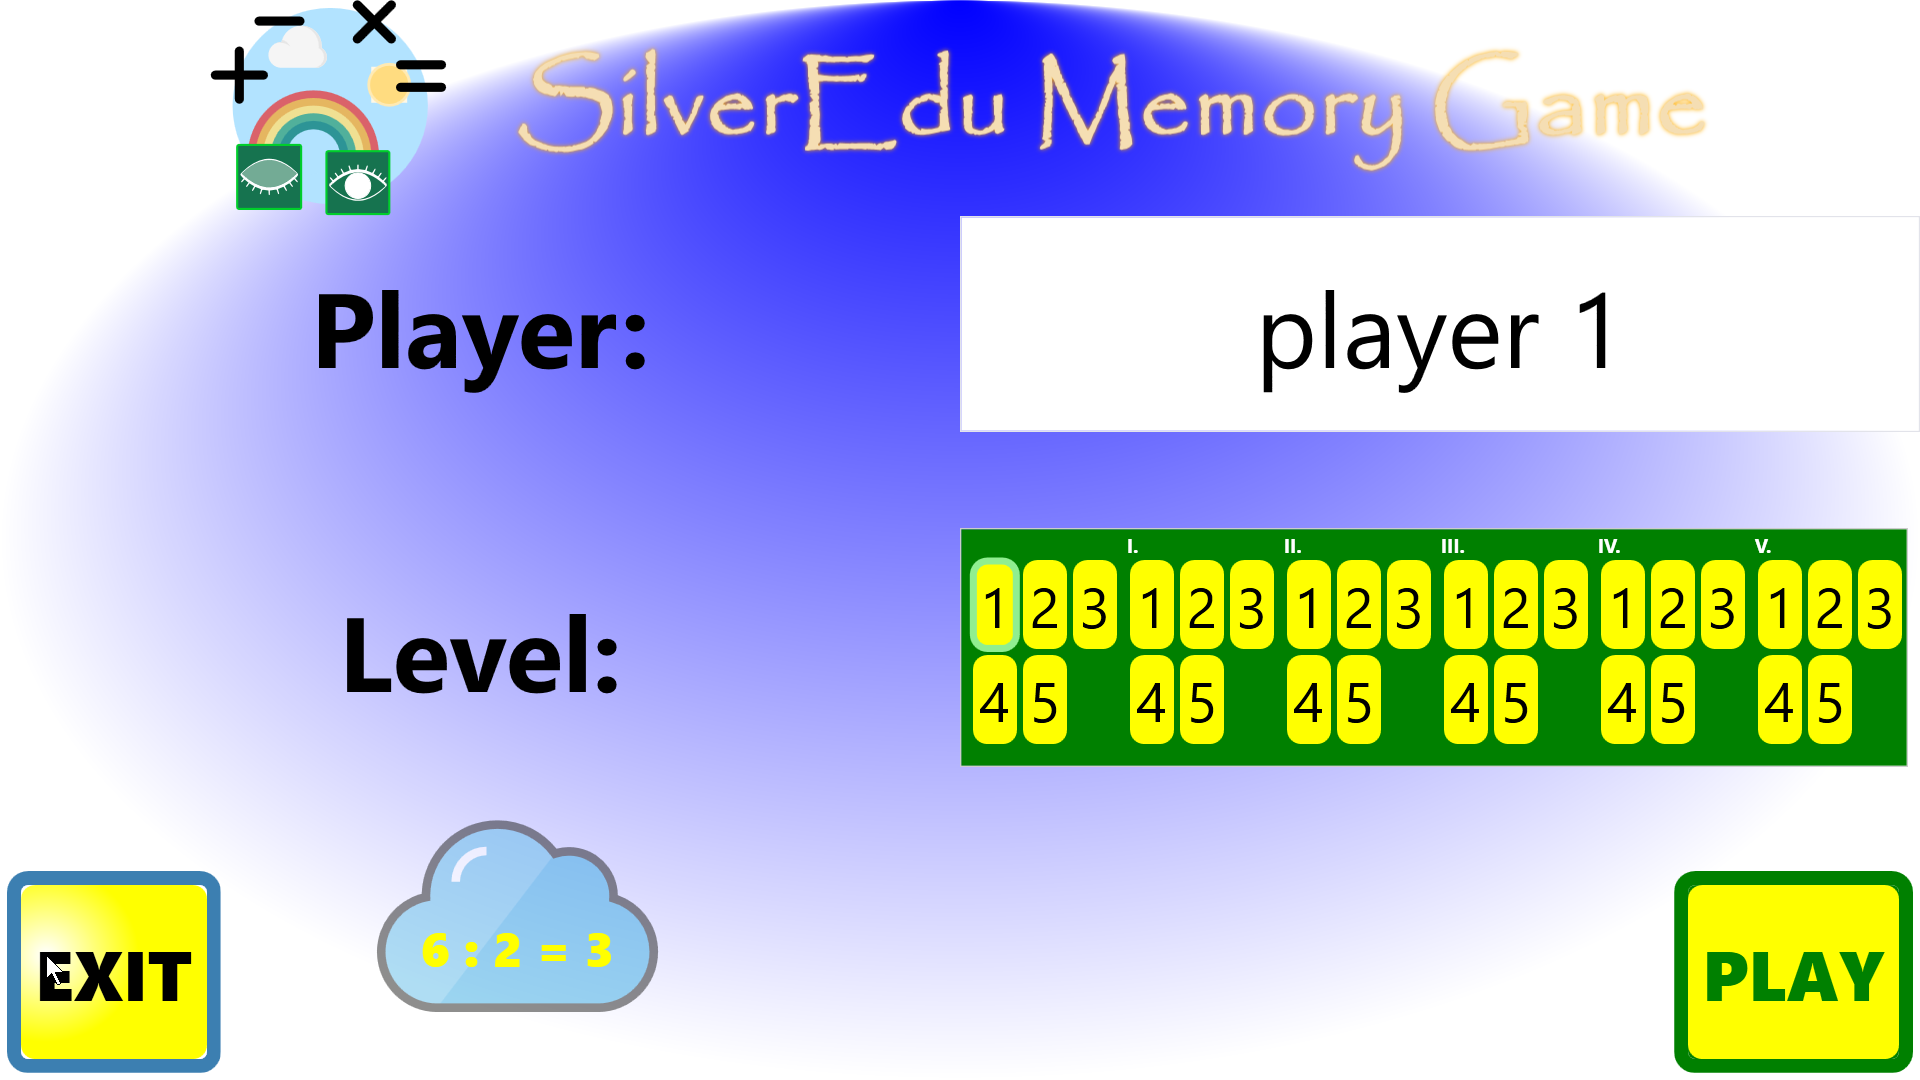 SilverEdu Memory Game
Player:
player 1
Level:
I. II. III. IV. V.
1 2 3 1 2 3 1 2 3 1 2 3 1 2 3 1 2 3
4 5 4 5 4 5 4 5 4 5 4 5
6 : 2 = 3
EXIT
PLAY